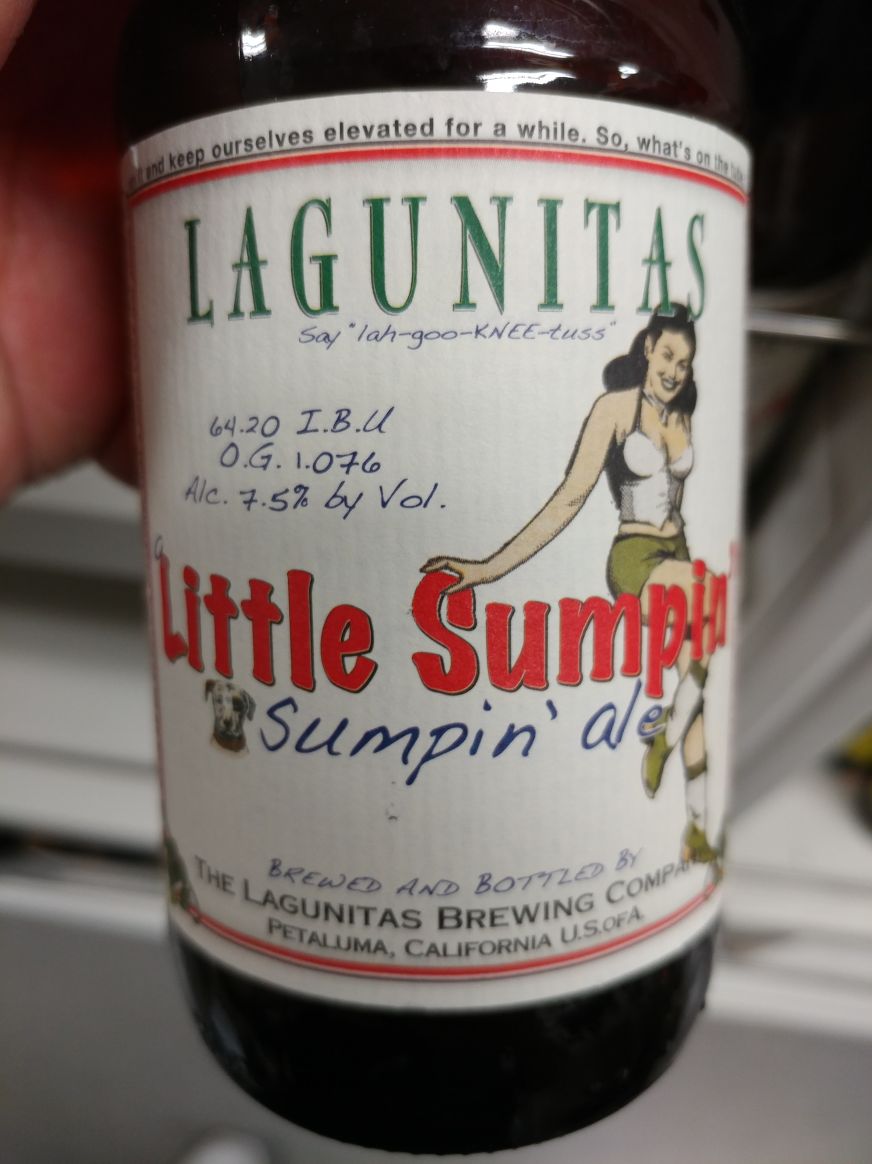 and keep ourselves elevated for a while. So, what's on the
LAGUNITAS
Say "lah-goo-KNEE-tuss"
64.20 I.B.U
O.G. 1.076
Alc. 7.5% by Vol.
a
Little Sumpin'
Sumpin' ale
BREWED AND BOTTLED BY
THE LAGUNITAS BREWING COMPA
PETALUMA, CALIFORNIA U.S.OFA.